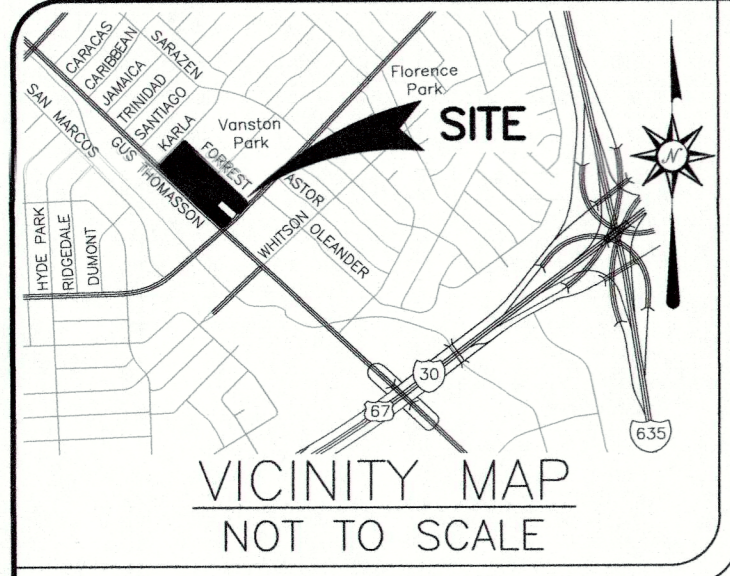 CARACAS
CARIBBEAN
JAMAICA
TRINIDAD
SANTIAGO
KARLA
SARAZEN
SAN MARCOS
GUS THOMASSON
FORREST
Vanston
Park
Florence
Park
SITE
N
ASTOR
WHITSON
OLEANDER
HYDE PARK
RIDGEDALE
DUMONT
30
67
635
VICINITY MAP
NOT TO SCALE